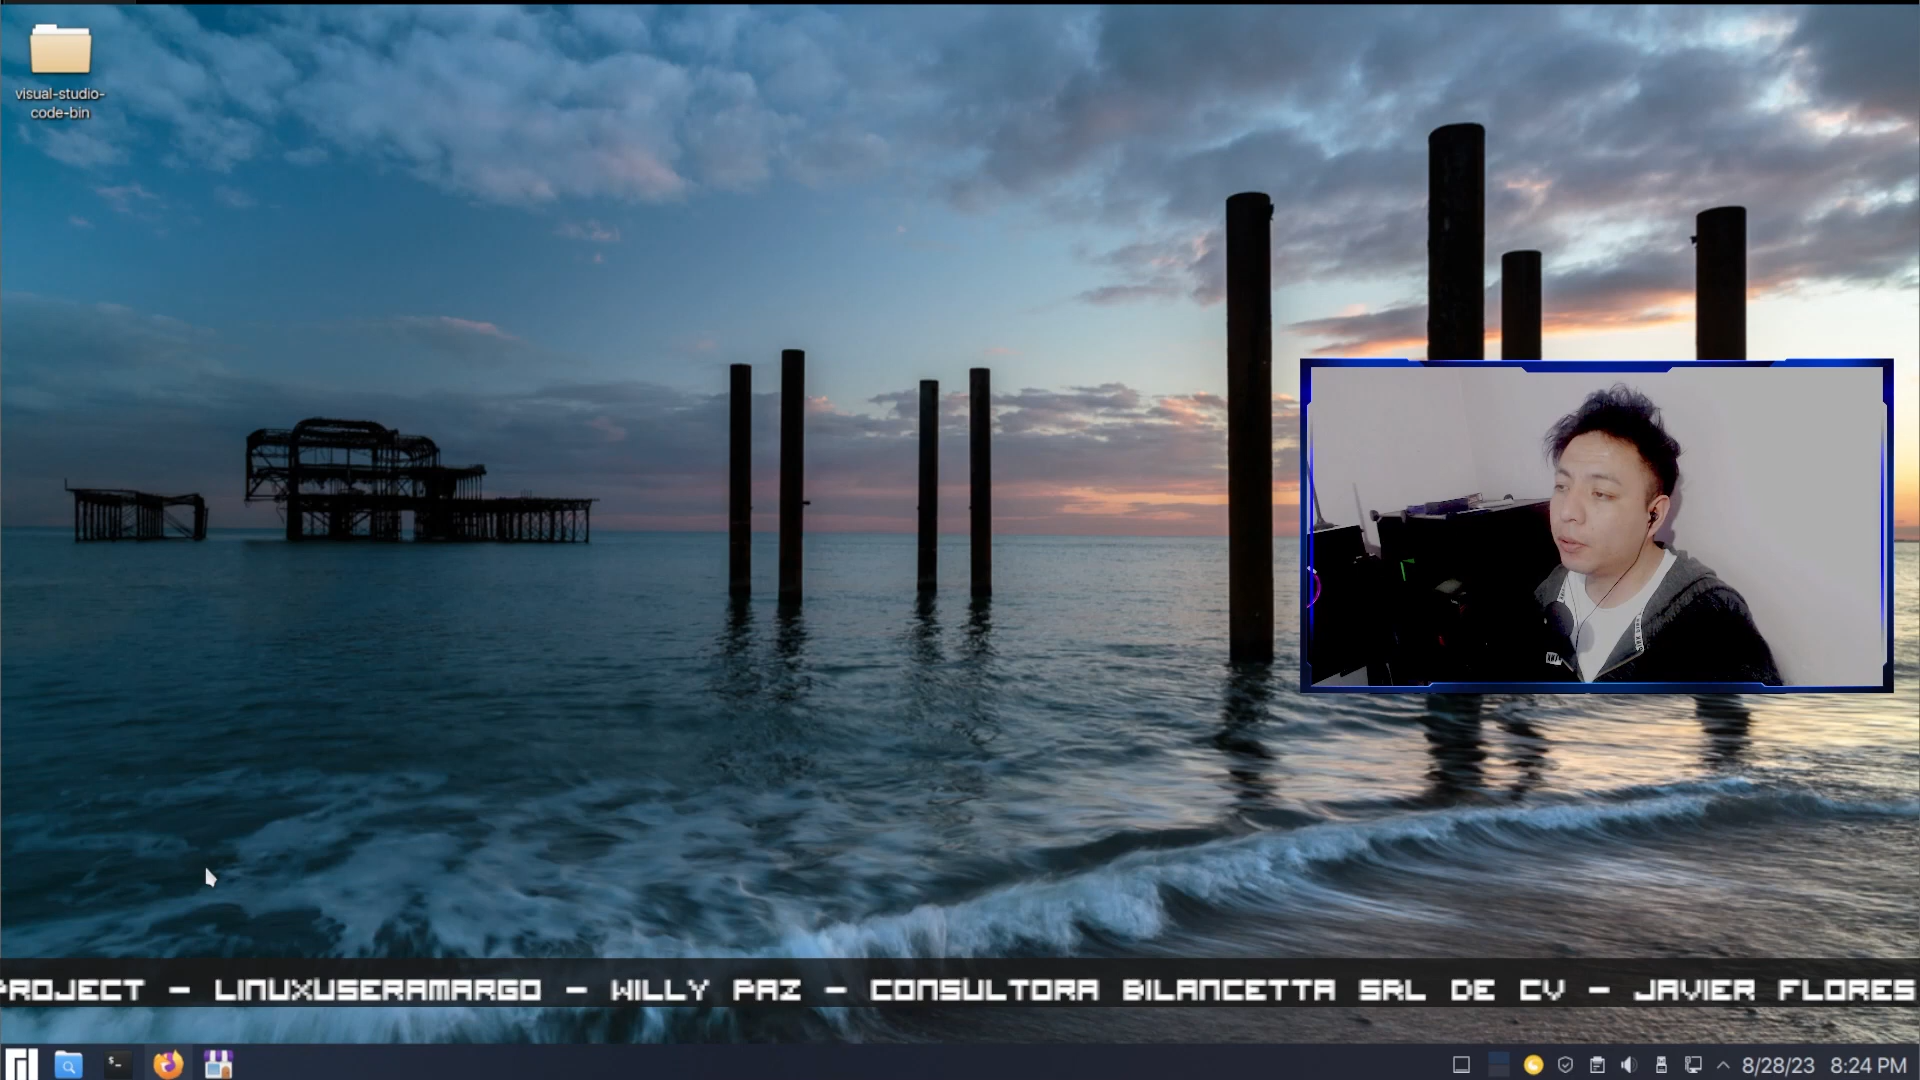 visual-studio-
code-bin
PROJECT - LINUXUSERAMARGO - WILLY PAZ - CONSULTORA BILANCETTA SRL DE CV - JAVIER FLORES
8/28/23 8:24 PM